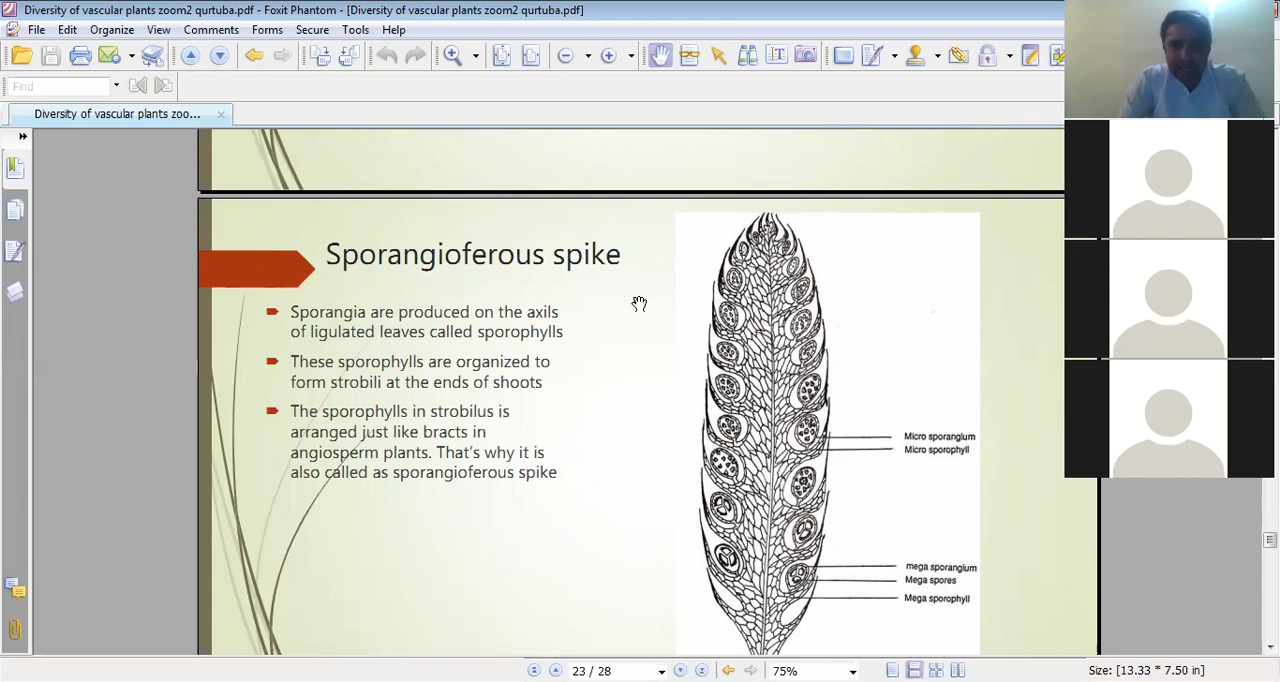 Diversity of vascular plants zoom2 qurtuba.pdf - Foxit Phantom - [Diversity of vascular plants zoom2 qurtuba.pdf]
File Edit Organize View Comments Forms Secure Tools Help
Find
Diversity of vascular plants zoo...
Sporangioferous spike
Sporangia are produced on the axils
of ligulated leaves called sporophylls
These sporophylls are organized to
form strobili at the ends of shoots
The sporophylls in strobilus is
arranged just like bracts in
angiosperm plants. That's why it is
also called as sporangioferous spike
Micro sporangium
Micro sporophyll
mega sporangium
Mega spores
Mega sporophyll
23 / 28
75%
Size: [13.33 * 7.50 in]